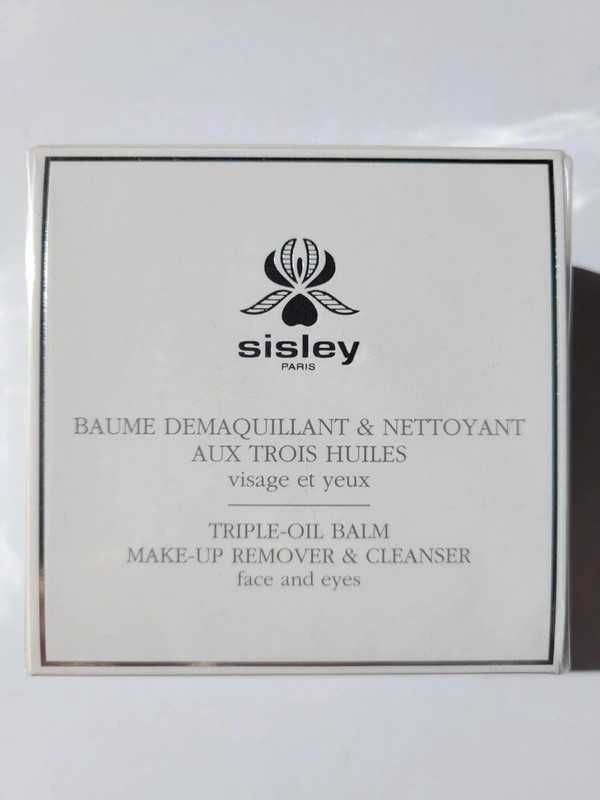 sisley
PARIS
BAUME DEMAQUILLANT & NETTOYANT
AUX TROIS HUILES
visage et yeux
TRIPLE-OIL BALM
MAKE-UP REMOVER & CLEANSER
face and eyes